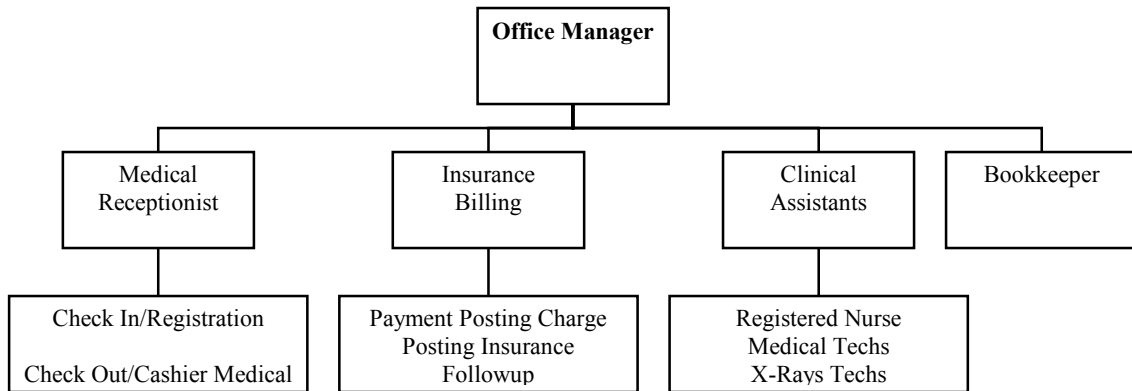 Office Manager
Medical
Receptionist
Insurance
Billing
Clinical
Assistants
Bookkeeper
Check In/Registration
Check Out/Cashier Medical
Payment Posting Charge
Posting Insurance
Followup
Registered Nurse
Medical Techs
X-Rays Techs